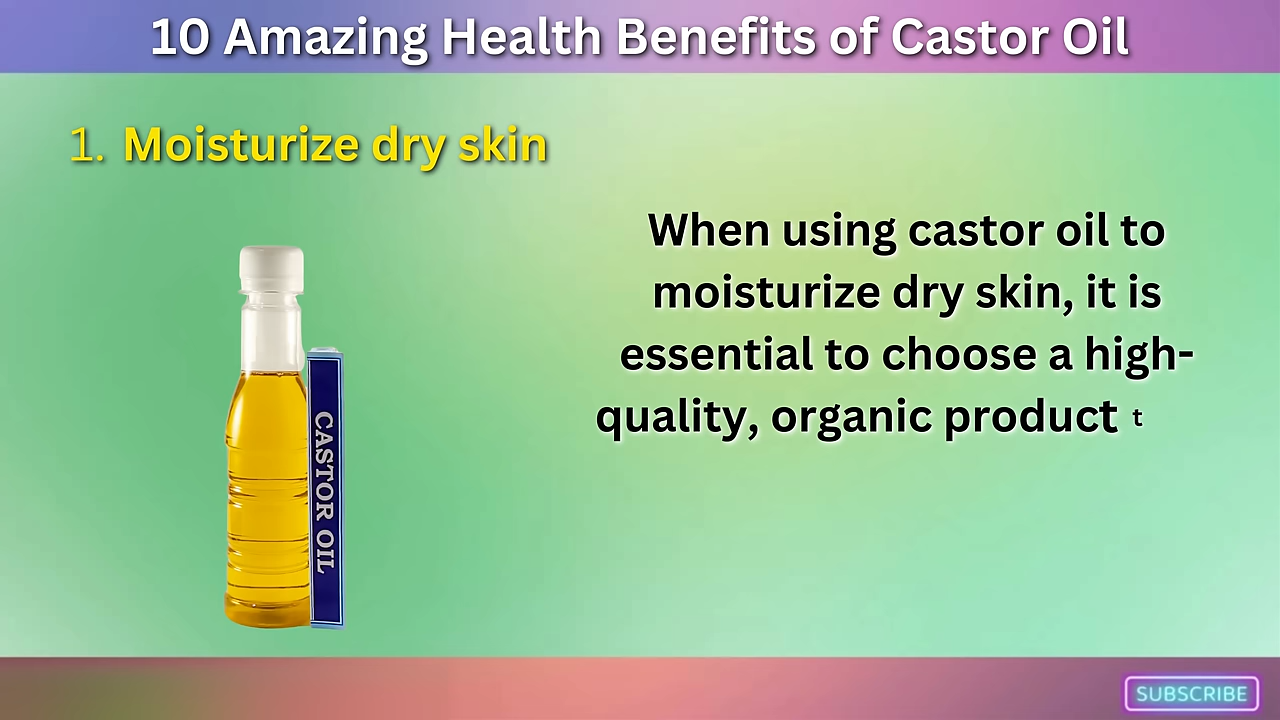 10 Amazing Health Benefits of Castor Oil
1. Moisturize dry skin
When using castor oil to
moisturize dry skin, it is
essential to choose a high-
quality, organic product t
CASTOR OIL
SUBSCRIBE